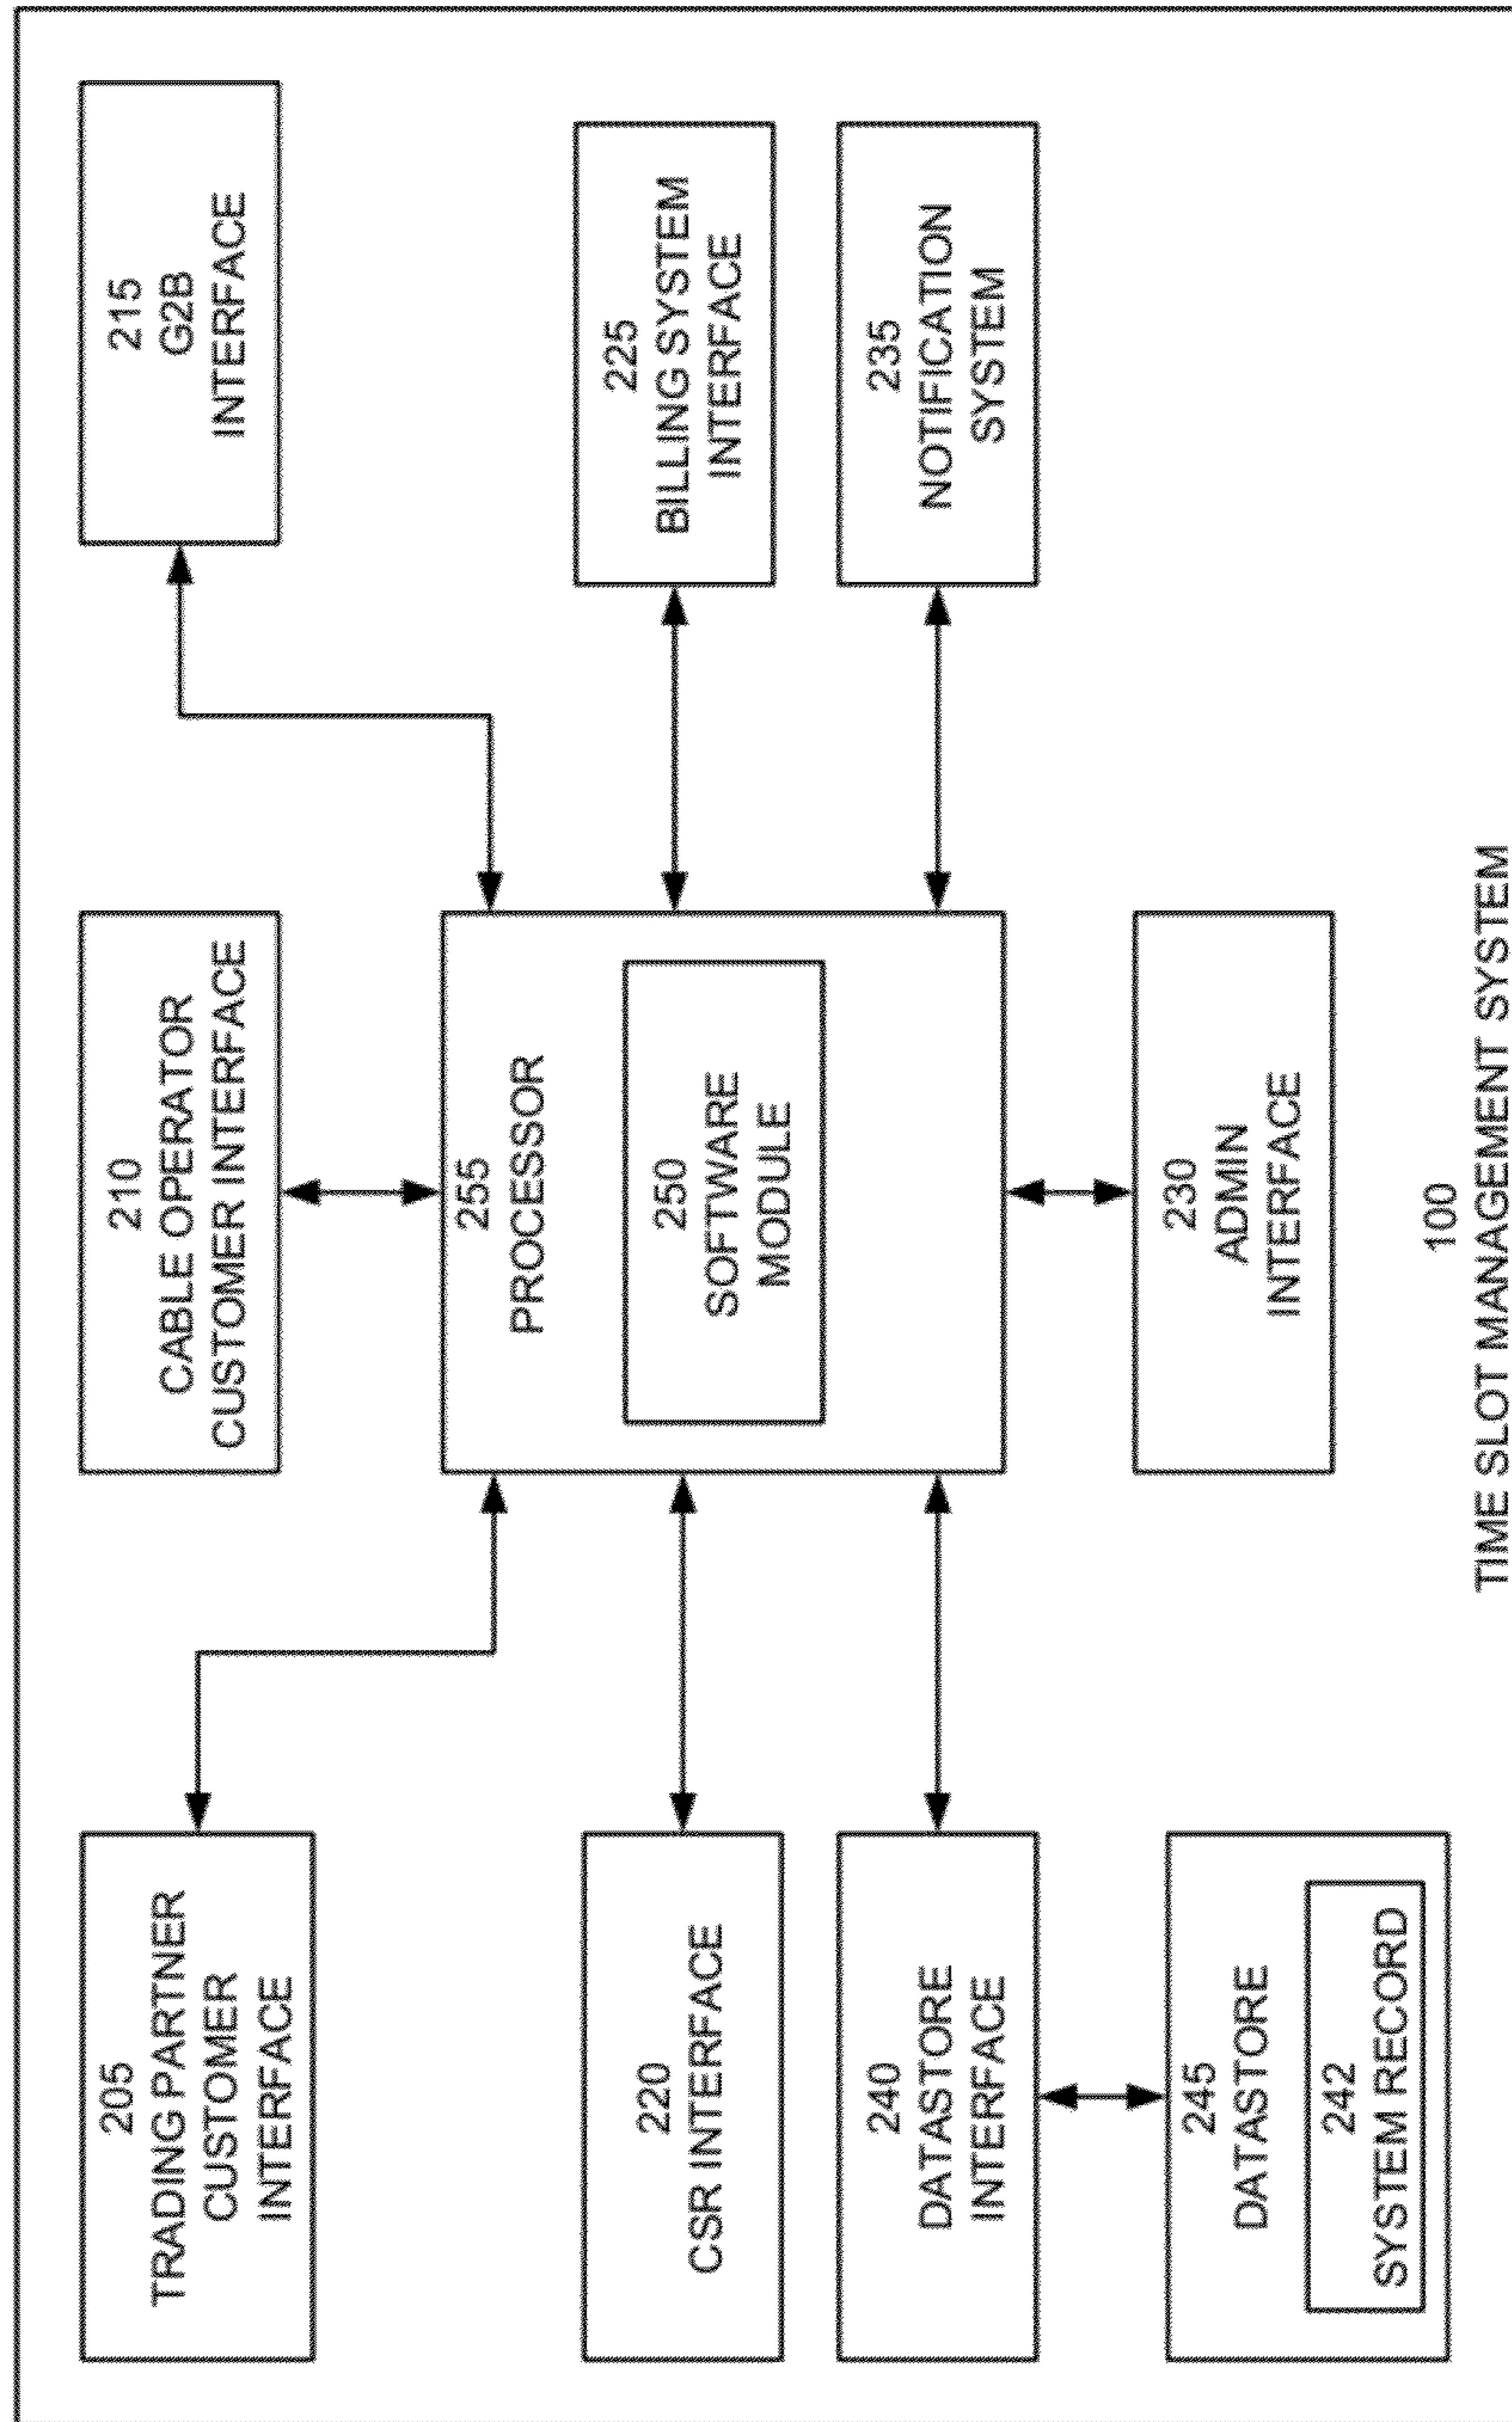 205
TRADING PARTNER
CUSTOMER
INTERFACE
210
CABLE OPERATOR
CUSTOMER INTERFACE
215
G2B
INTERFACE
255
PROCESSOR
250
SOFTWARE
MODULE
220
CSR INTERFACE
225
BILLING SYSTEM
INTERFACE
240
DATASTORE
INTERFACE
235
NOTIFICATION
SYSTEM
245
DATASTORE
242
SYSTEM RECORD
230
ADMIN
INTERFACE
100
TIME SLOT MANAGEMENT SYSTEM